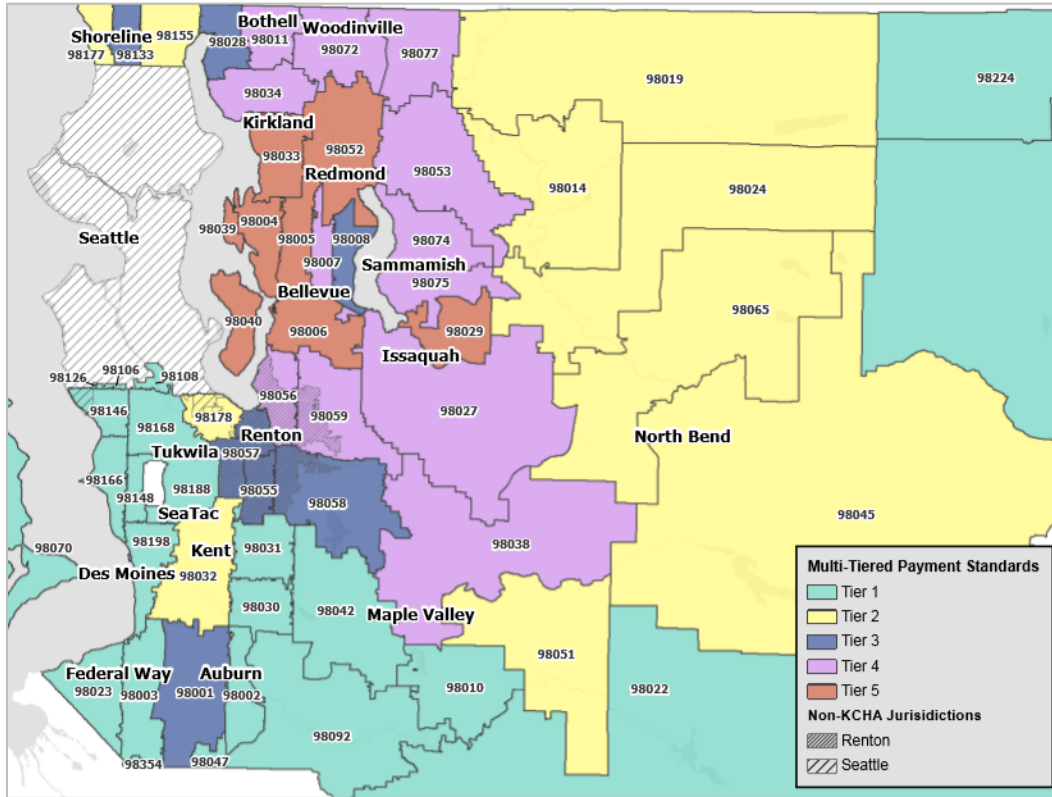 Bothell
Woodinville
Shoreline
98155
98028
98011
98072
98077
98177
98133
98019
98224
98034
Kirkland
98033
98052
Redmond
98053
98014
98024
98039
98004
98005
98008
98074
Seattle
98007
Sammamish
98075
Bellevue
98065
98040
98006
98029
Issaquah
98106
98126
98108
98056
98059
98027
98146
98168
98178
Renton
North Bend
Tukwila
98057
98166
98148
98188
98055
98058
SeaTac
98045
98198
98031
98038
98070
Kent
Des Moines
98032
98030
98042
Maple Valley
98051
Federal Way
Auburn
98023
98003
98001
98002
98010
98022
98092
98354
98047
Multi-Tiered Payment Standards
Tier 1
Tier 2
Tier 3
Tier 4
Tier 5
Non-KCHA Jurisidictions
Renton
Seattle